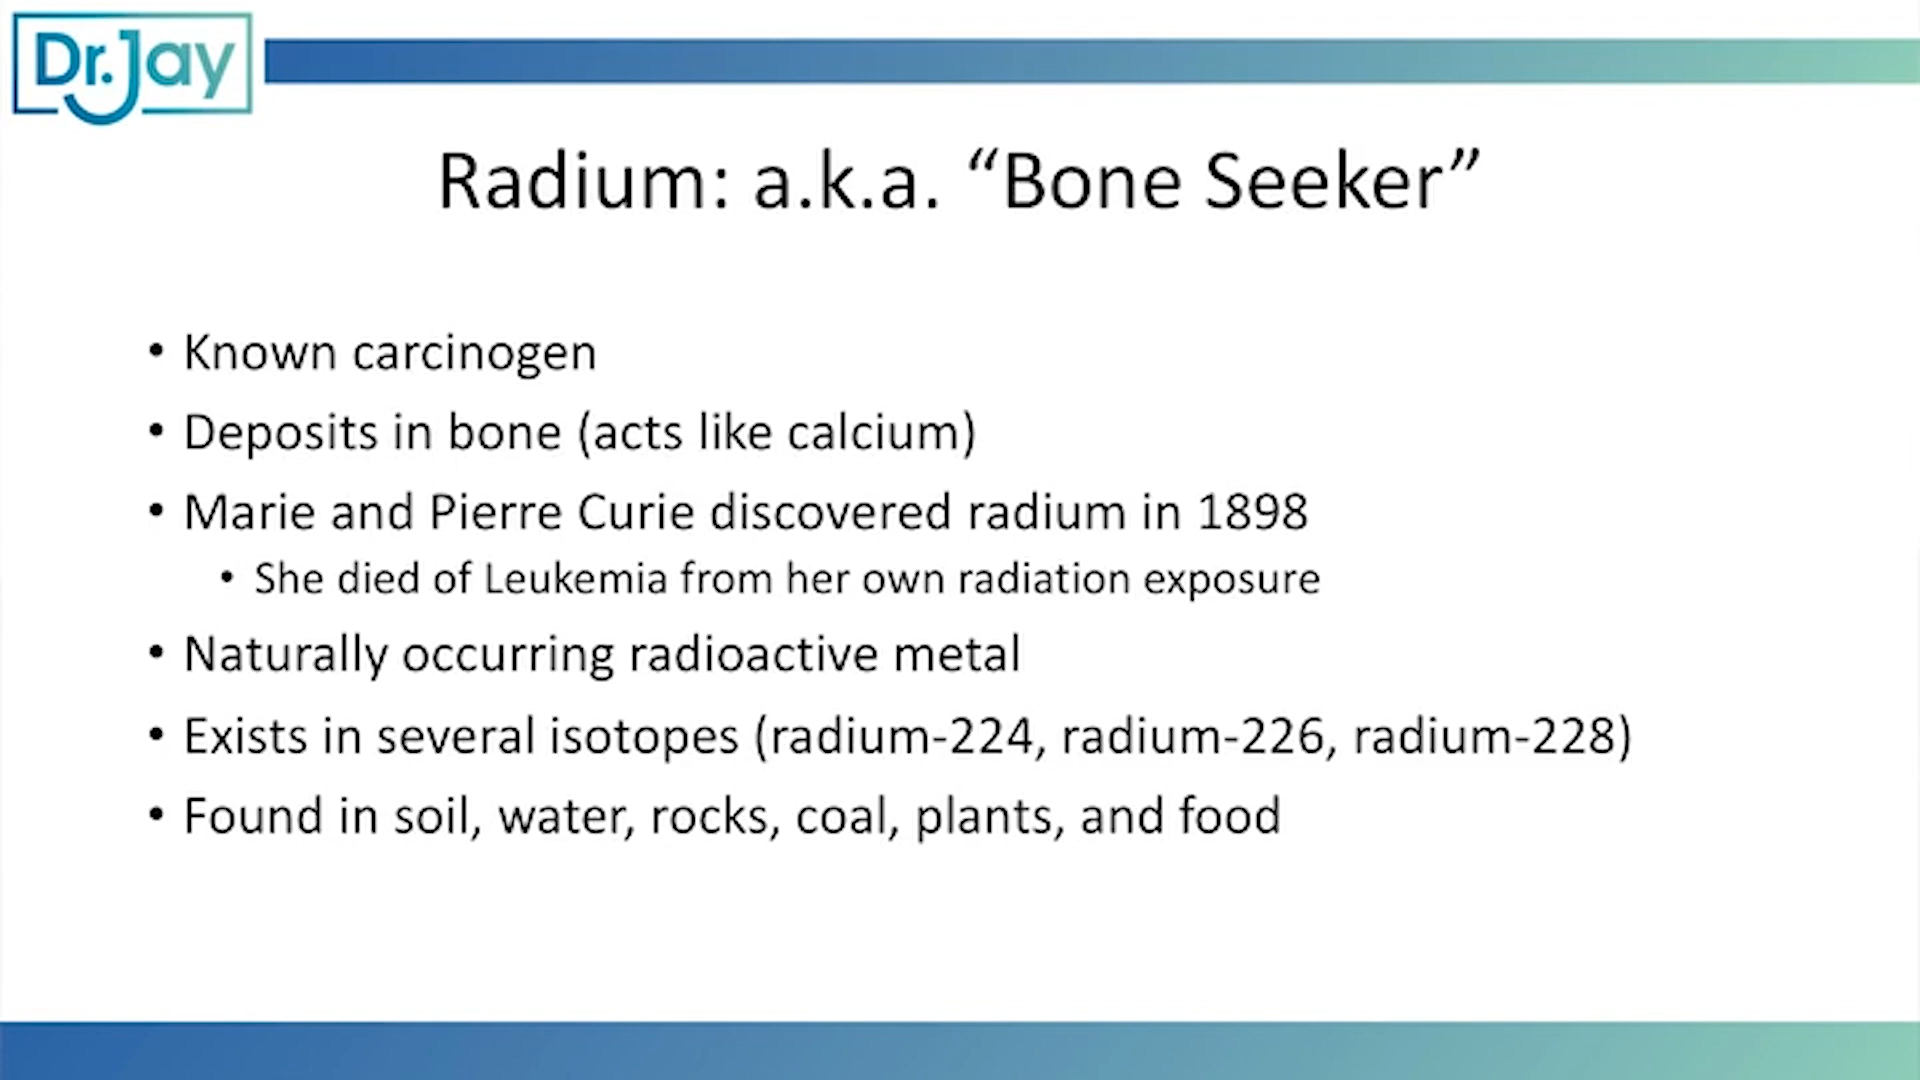 Dr. Jay
Radium: a.k.a. “Bone Seeker”
• Known carcinogen
• Deposits in bone (acts like calcium)
• Marie and Pierre Curie discovered radium in 1898
• She died of Leukemia from her own radiation exposure
• Naturally occurring radioactive metal
• Exists in several isotopes (radium-224, radium-226, radium-228)
• Found in soil, water, rocks, coal, plants, and food